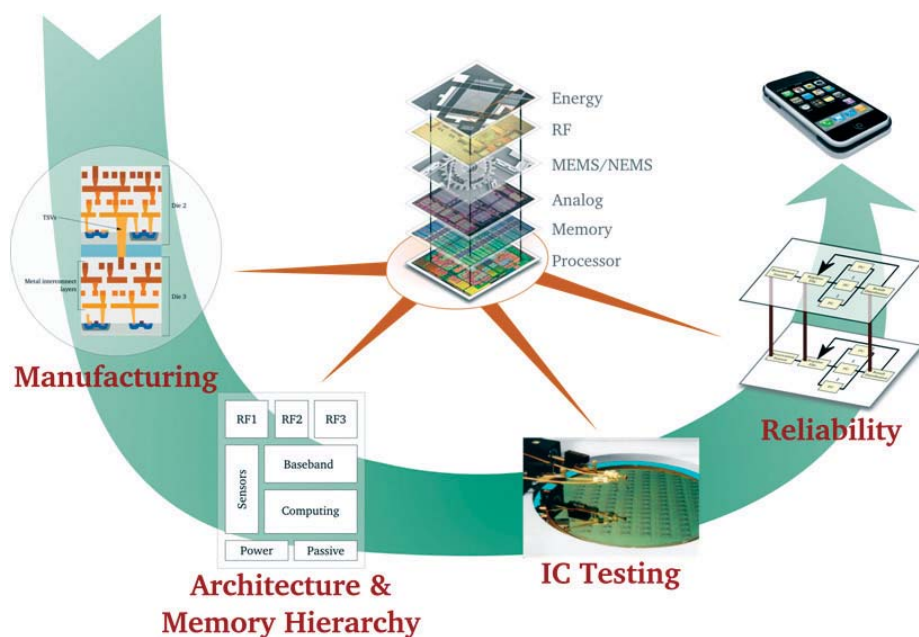 Energy
RF
MEMS/NEMS
Analog
Memory
Processor
TSVs
Die 2
Metal interconnect
layers
Die 3
Manufacturing
RF1
RF2
RF3
Sensors
Baseband
Computing
Power
Passive
Architecture &
Memory Hierarchy
IC Testing
Reliability